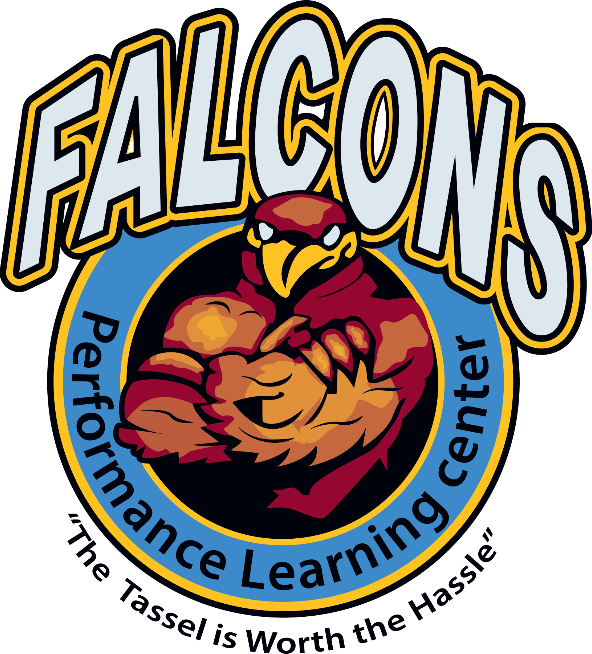 FALCONS
Performance Learning center
"The Tassel is Worth the Hassle"